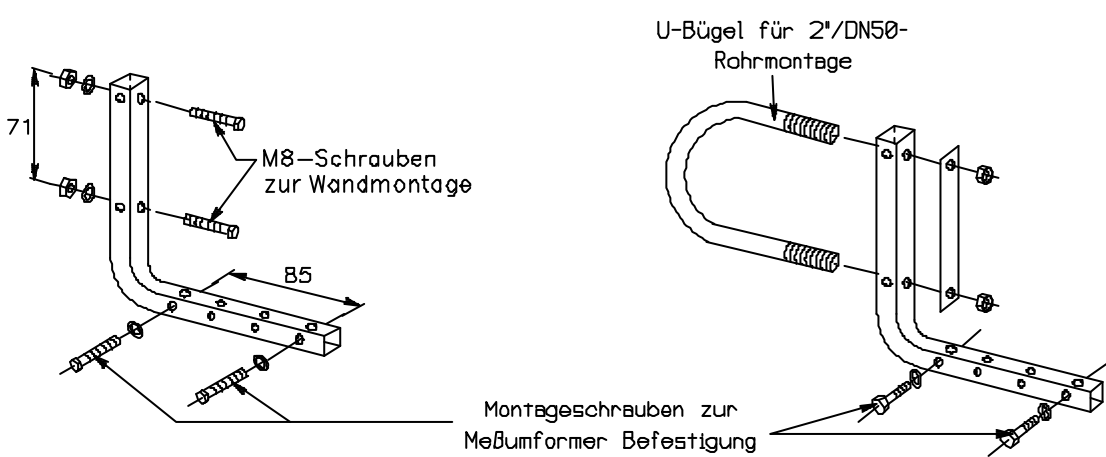 U-Bügel für 2"/DN50-
Rohrmontage
71
M8-Schrauben
zur Wandmontage
85
Montageschrauben zur
Meßumformer Befestigung